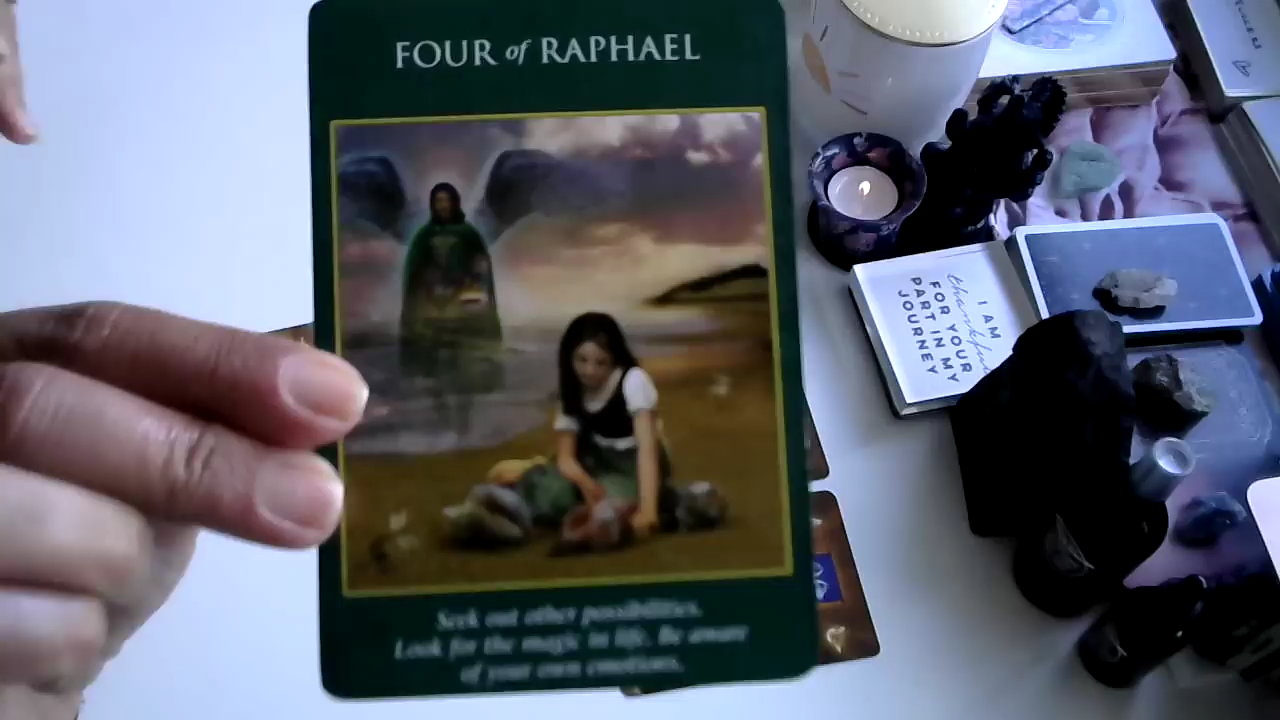 FOUR of RAPHAEL
Seek out other possibilities.
Look for the magic in life. Be aware
of your own emotions.
I AM
thankful
FOR YOUR
PART IN MY
JOURNEY